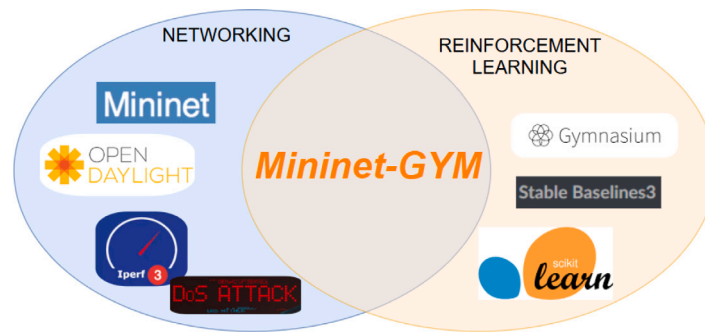 NETWORKING
REINFORCEMENT
LEARNING
Mininet
OPEN
DAYLIGHT
Iperf 3
DoS ATTACK
Mininet-GYM
Gymnasium
Stable Baselines3
scikit
learn